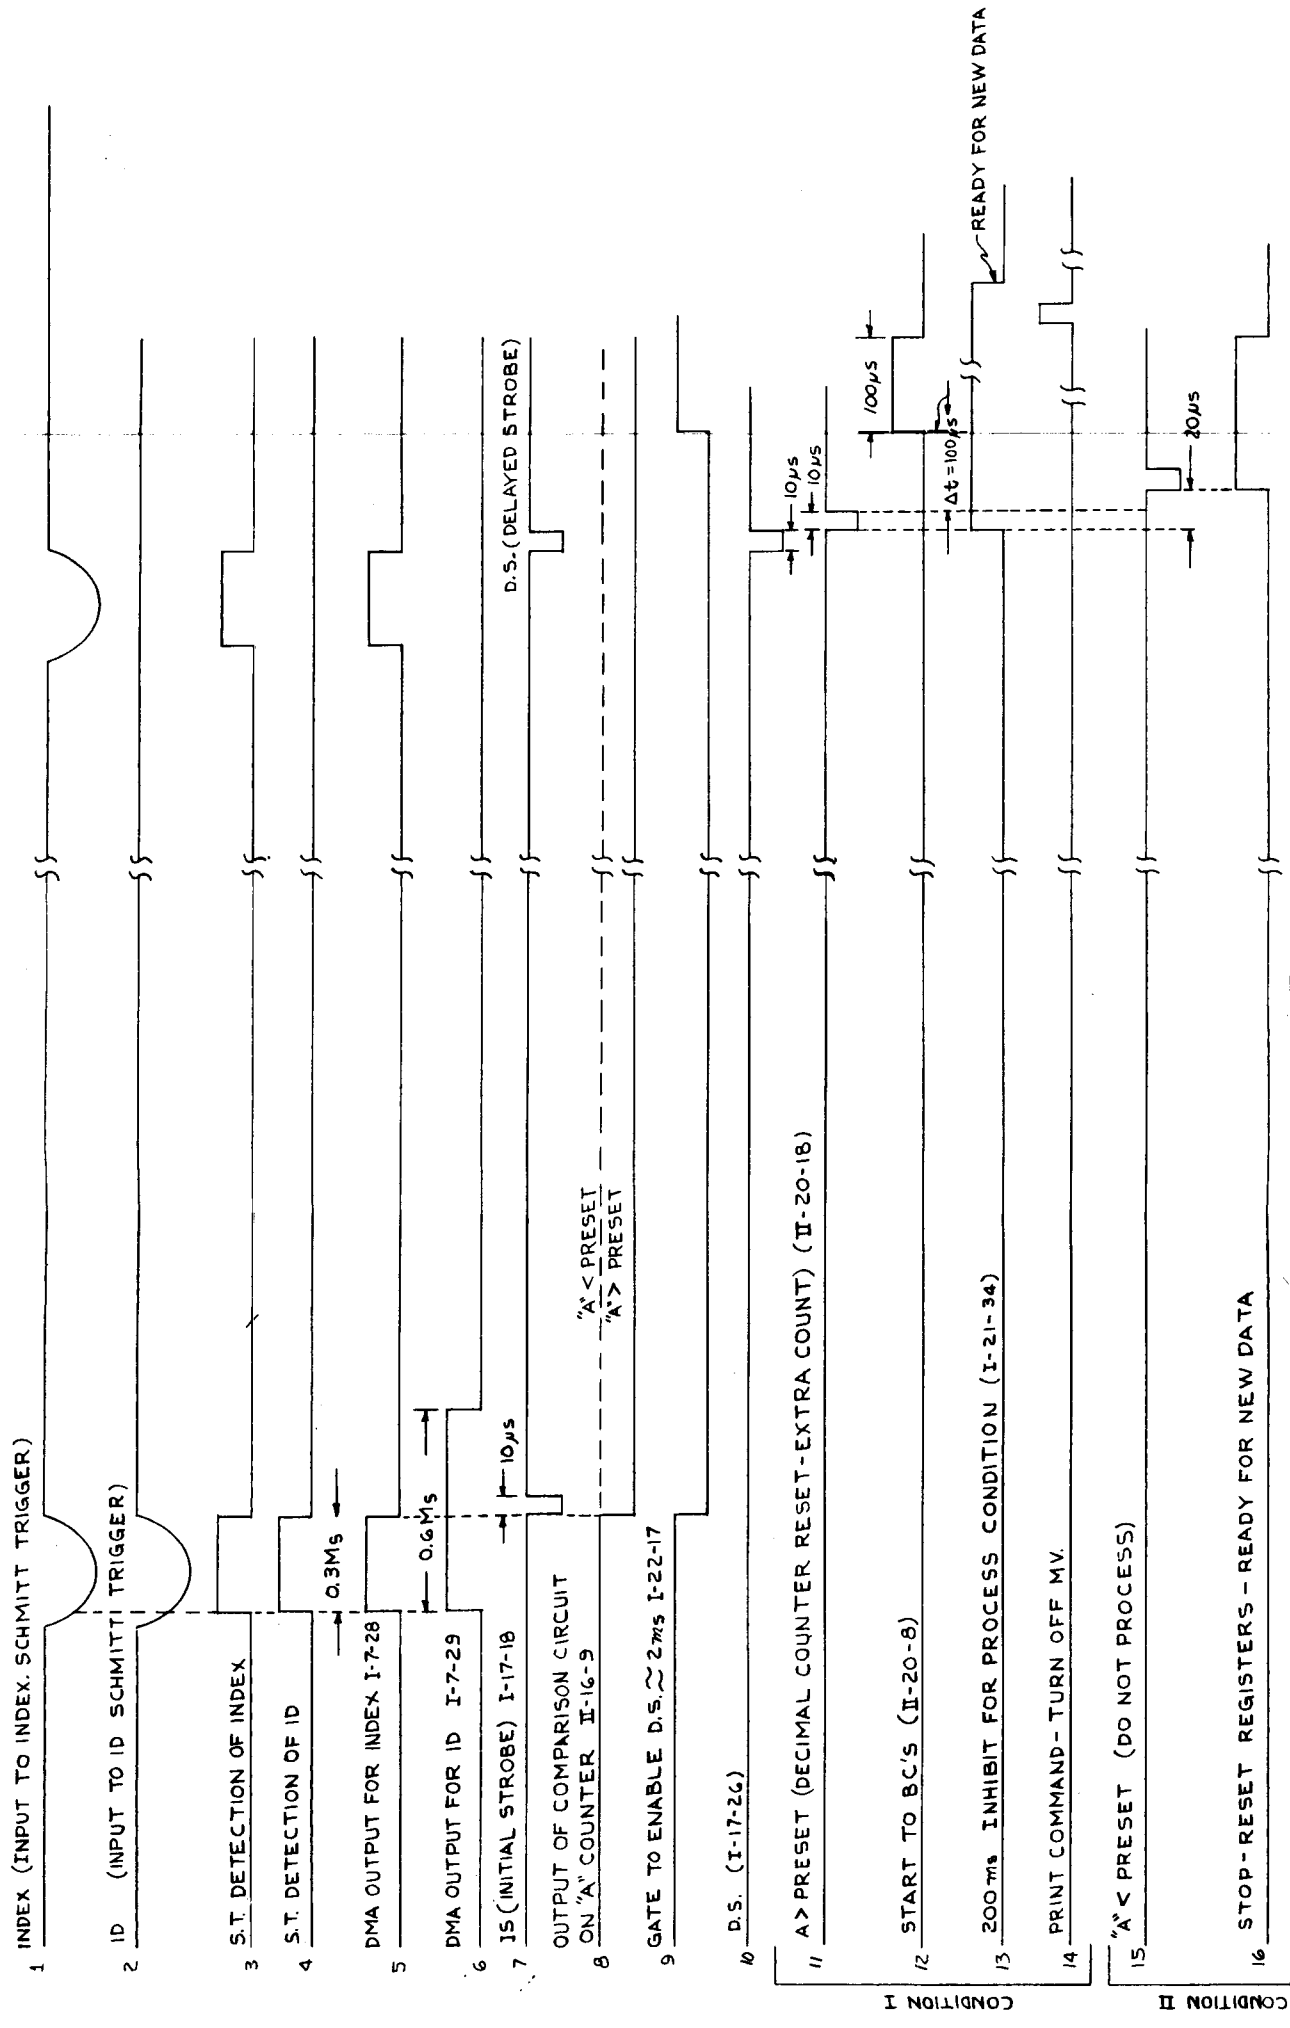 1 INDEX (INPUT TO INDEX. SCHMITT TRIGGER)
2 ID (INPUT TO ID SCHMITTI TRIGGER)
3 S.T. DETECTION OF INDEX
4 S.T. DETECTION OF ID
0.3Ms
5 DMA OUTPUT FOR INDEX I-7-28
0.6Ms
6 DMA OUTPUT FOR ID I-7-29
7 IS (INITIAL STROBE) I-17-18
10μs
D.S.(DELAYED STROBE)
8 OUTPUT OF COMPARISON CIRCUIT
ON "A" COUNTER II-16-9
"A" < PRESET
"A" > PRESET
9 GATE TO ENABLE D.S. ~ 2ms I-22-17
10 D.S. (I-17-26)
10μs
CONDITION I
11 A > PRESET (DECIMAL COUNTER RESET-EXTRA COUNT) (II-20-18)
10μs
12 START TO BC'S (II-20-8)
100μs
Δt=100μs
13 200ms INHIBIT FOR PROCESS CONDITION (I-21-34)
READY FOR NEW DATA
14 PRINT COMMAND-TURN OFF MV.
CONDITION II
15 "A" < PRESET (DO NOT PROCESS)
20μs
16 STOP-RESET REGISTERS-READY FOR NEW DATA